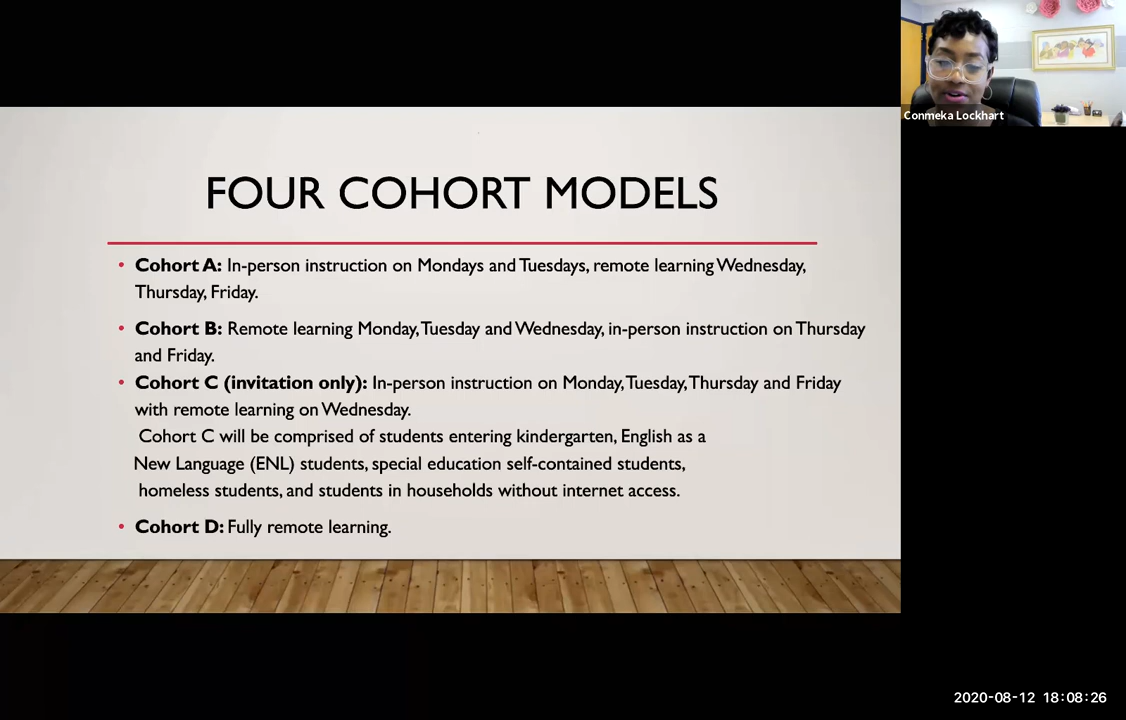 Conmeka Lockhart
FOUR COHORT MODELS
• Cohort A: In-person instruction on Mondays and Tuesdays, remote learning Wednesday,
Thursday, Friday.
• Cohort B: Remote learning Monday, Tuesday and Wednesday, in-person instruction on Thursday
and Friday.
• Cohort C (invitation only): In-person instruction on Monday, Tuesday, Thursday and Friday
with remote learning on Wednesday.
Cohort C will be comprised of students entering kindergarten, English as a
New Language (ENL) students, special education self-contained students,
homeless students, and students in households without internet access.
• Cohort D: Fully remote learning.
2020-08-12 18:08:26